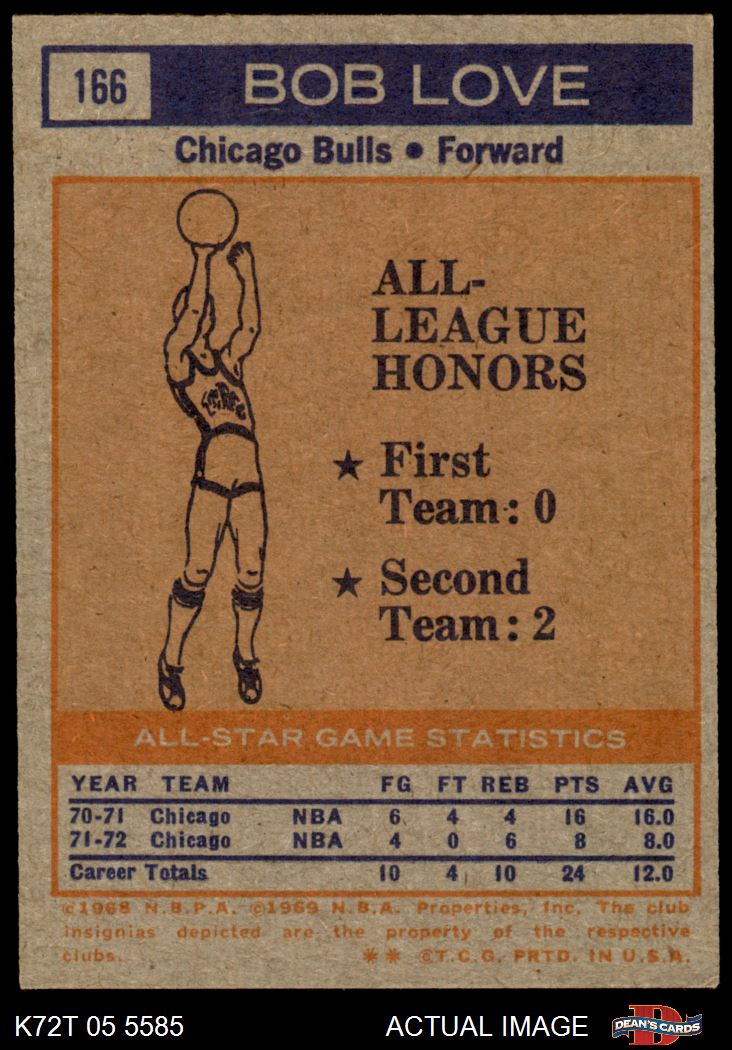 166 BOB LOVE
Chicago Bulls • Forward
ALL-
LEAGUE
HONORS
★ First
Team: 0
★ Second
Team: 2
ALL-STAR GAME STATISTICS
YEAR TEAM FG FT REB PTS AVG
70-71 Chicago NBA 6 4 4 16 16.0
71-72 Chicago NBA 4 0 6 8 8.0
Career Totals 10 4 10 24 12.0
©1968 N.B.P.A. ©1969 N.B.A. Properties, Inc. The club
insignias depicted are the property of the respective
clubs. ** ©T.C.G. PRTD. IN U.S.A.
K72T 05 5585 ACTUAL IMAGE DEAN'S CARDS